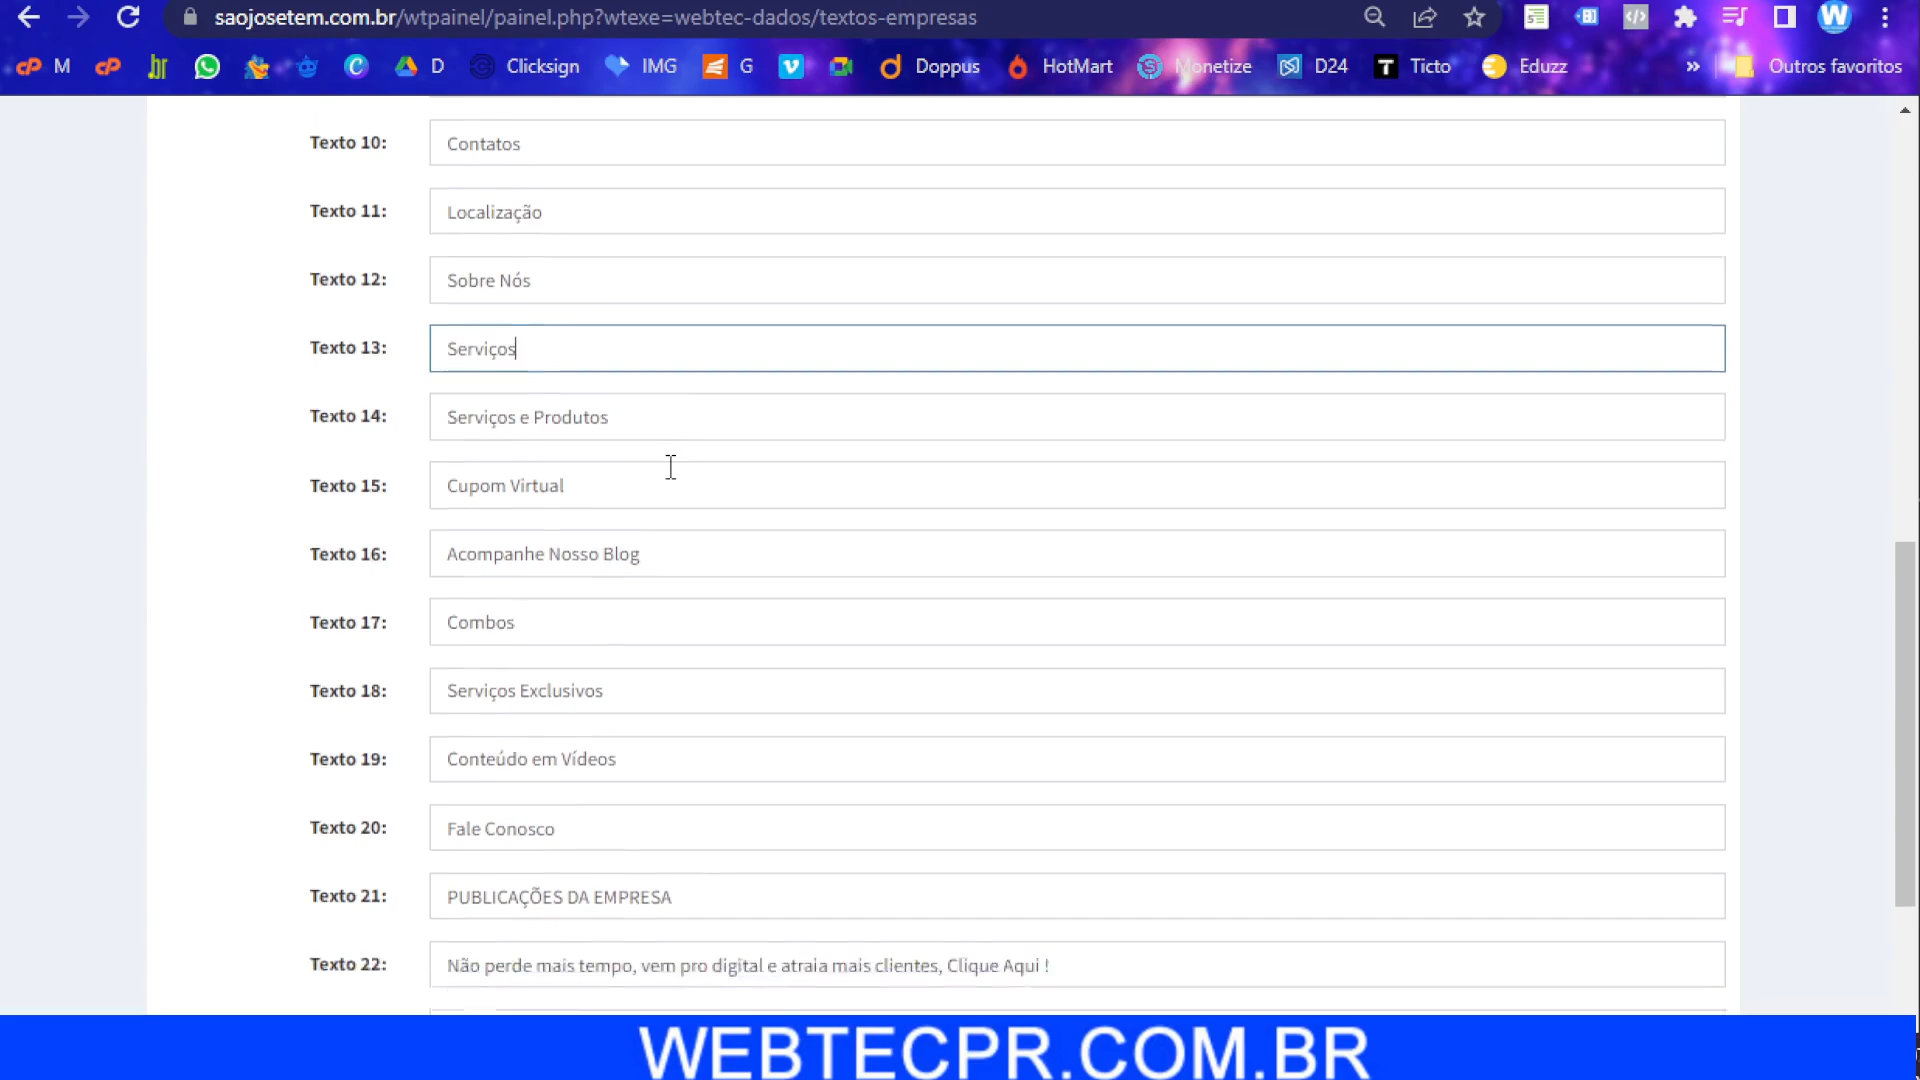 saojosetem.com.br/wtpainel/painel.php?wtexe=webtec-dados/textos-empresas
W
M
D
Clicksign
IMG
G
Doppus
HotMart
Monetize
D24
T
Ticto
Eduzz
»
Outros favoritos
Texto 10: Contatos
Texto 11: Localização
Texto 12: Sobre Nós
Texto 13: Serviços
Texto 14: Serviços e Produtos
Texto 15: Cupom Virtual
Texto 16: Acompanhe Nosso Blog
Texto 17: Combos
Texto 18: Serviços Exclusivos
Texto 19: Conteúdo em Vídeos
Texto 20: Fale Conosco
Texto 21: PUBLICAÇÕES DA EMPRESA
Texto 22: Não perde mais tempo, vem pro digital e atraia mais clientes, Clique Aqui !
WEBTECPR.COM.BR